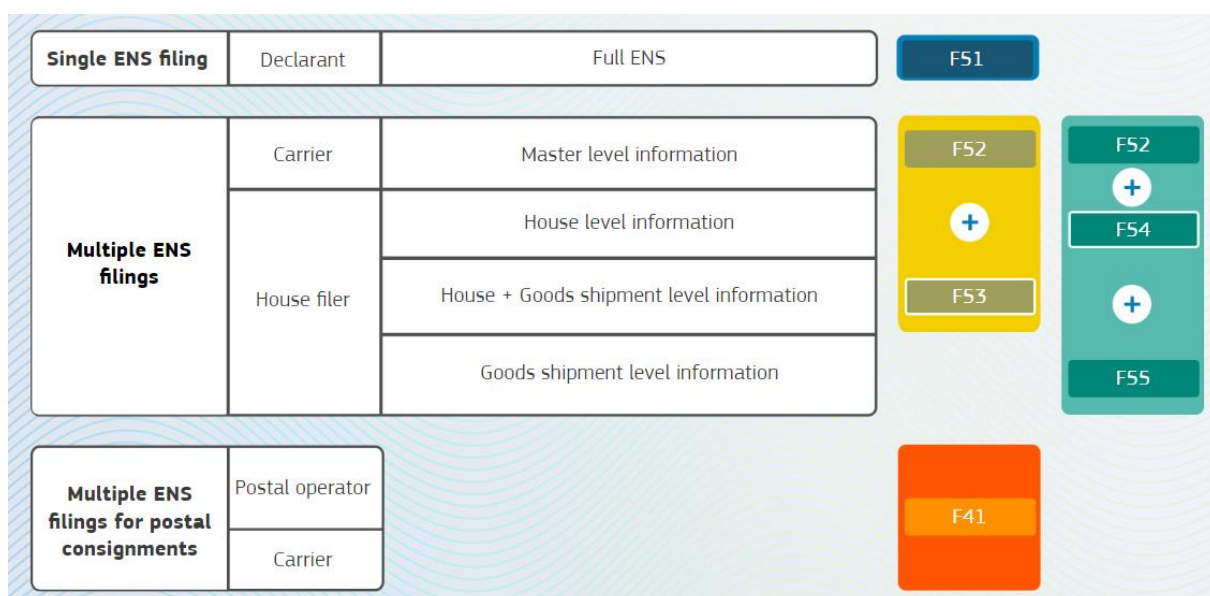 Single ENS filing
Declarant
Full ENS
F51
Multiple ENS
filings
Carrier
Master level information
F52
F52
+
House filer
House level information
+
F54
House + Goods shipment level information
F53
+
Goods shipment level information
F55
Multiple ENS
filings for postal
consignments
Postal operator
Carrier
F41